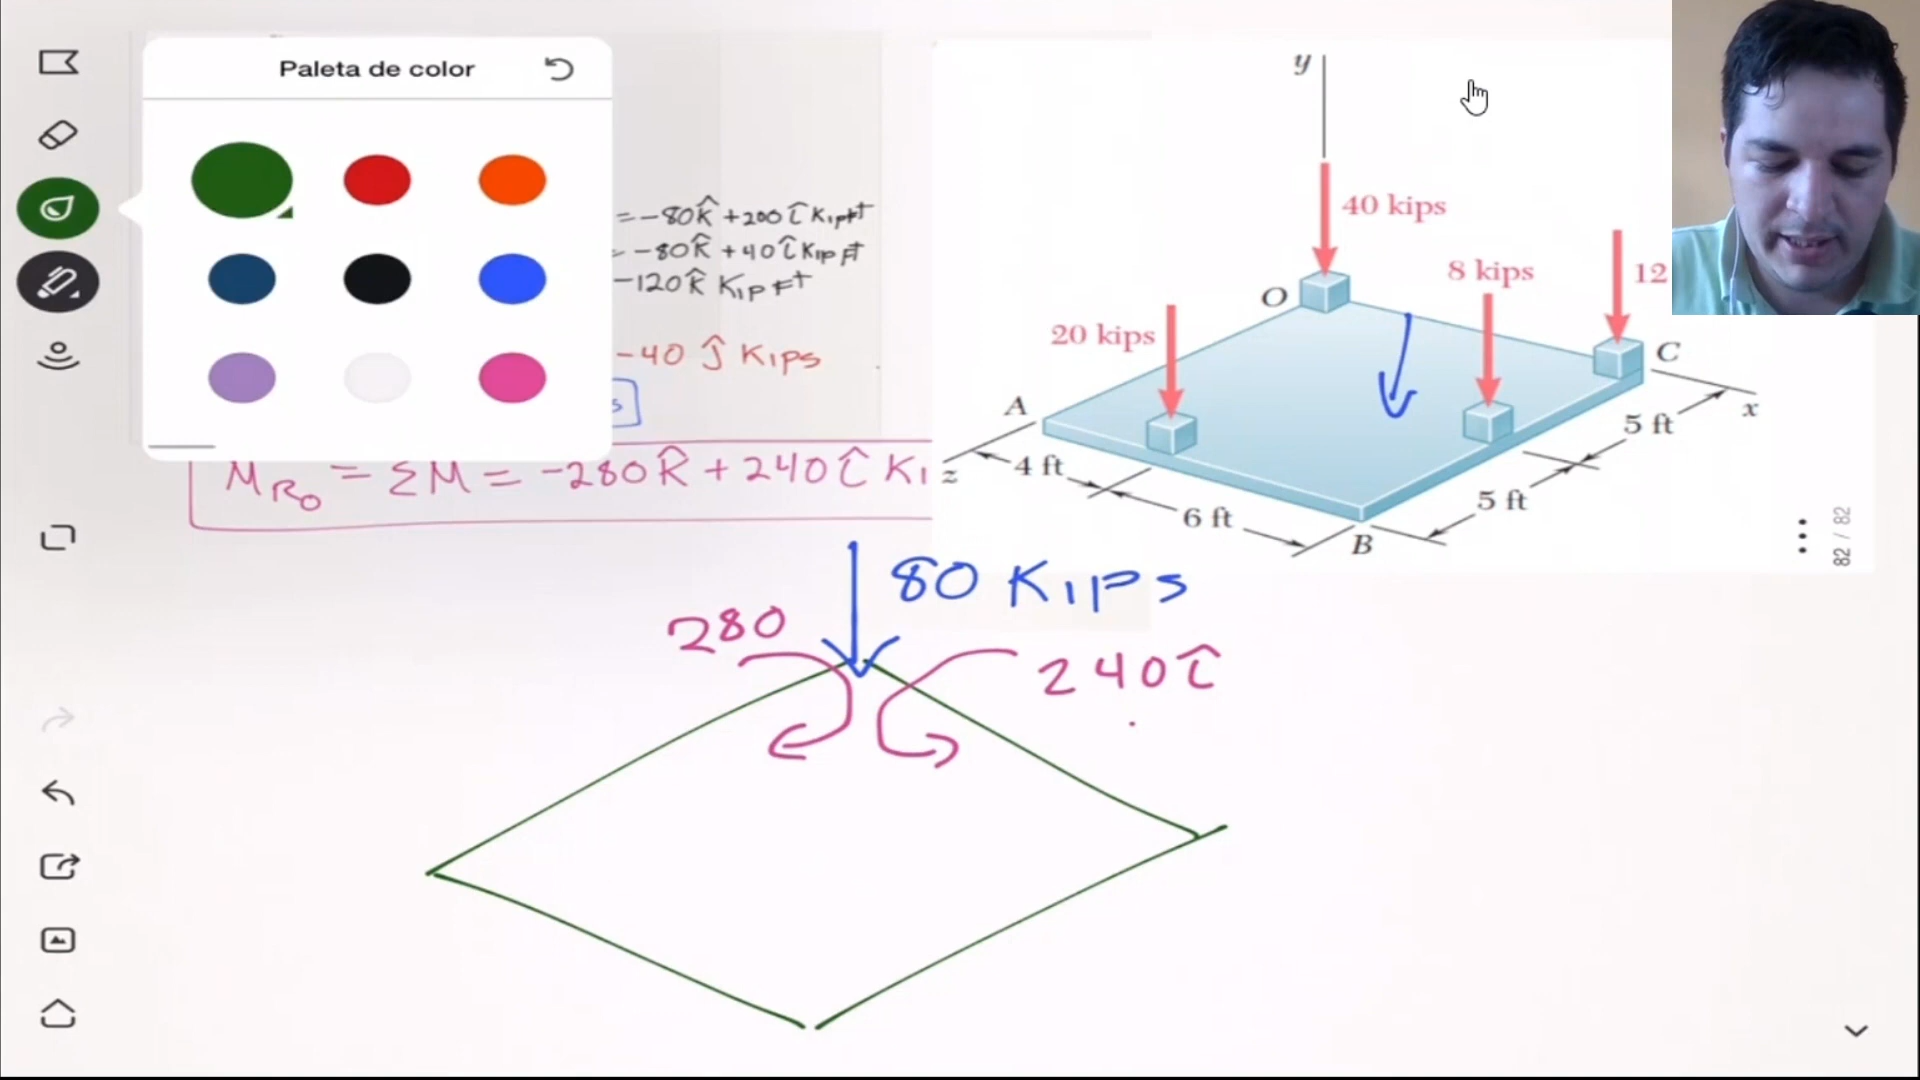 Paleta de color
= -80k̂ + 200 î Kipft
= -80k̂ + 40 î Kip ft
-120k̂ Kip ft
-40 ĵ Kips
s
M_RO = ΣM = -280k̂ + 240 î Ki
y
40 kips
8 kips
12
20 kips
O
C
A
x
5 ft
z
4 ft
5 ft
6 ft
B
82 / 82
80 Kips
280
240 î